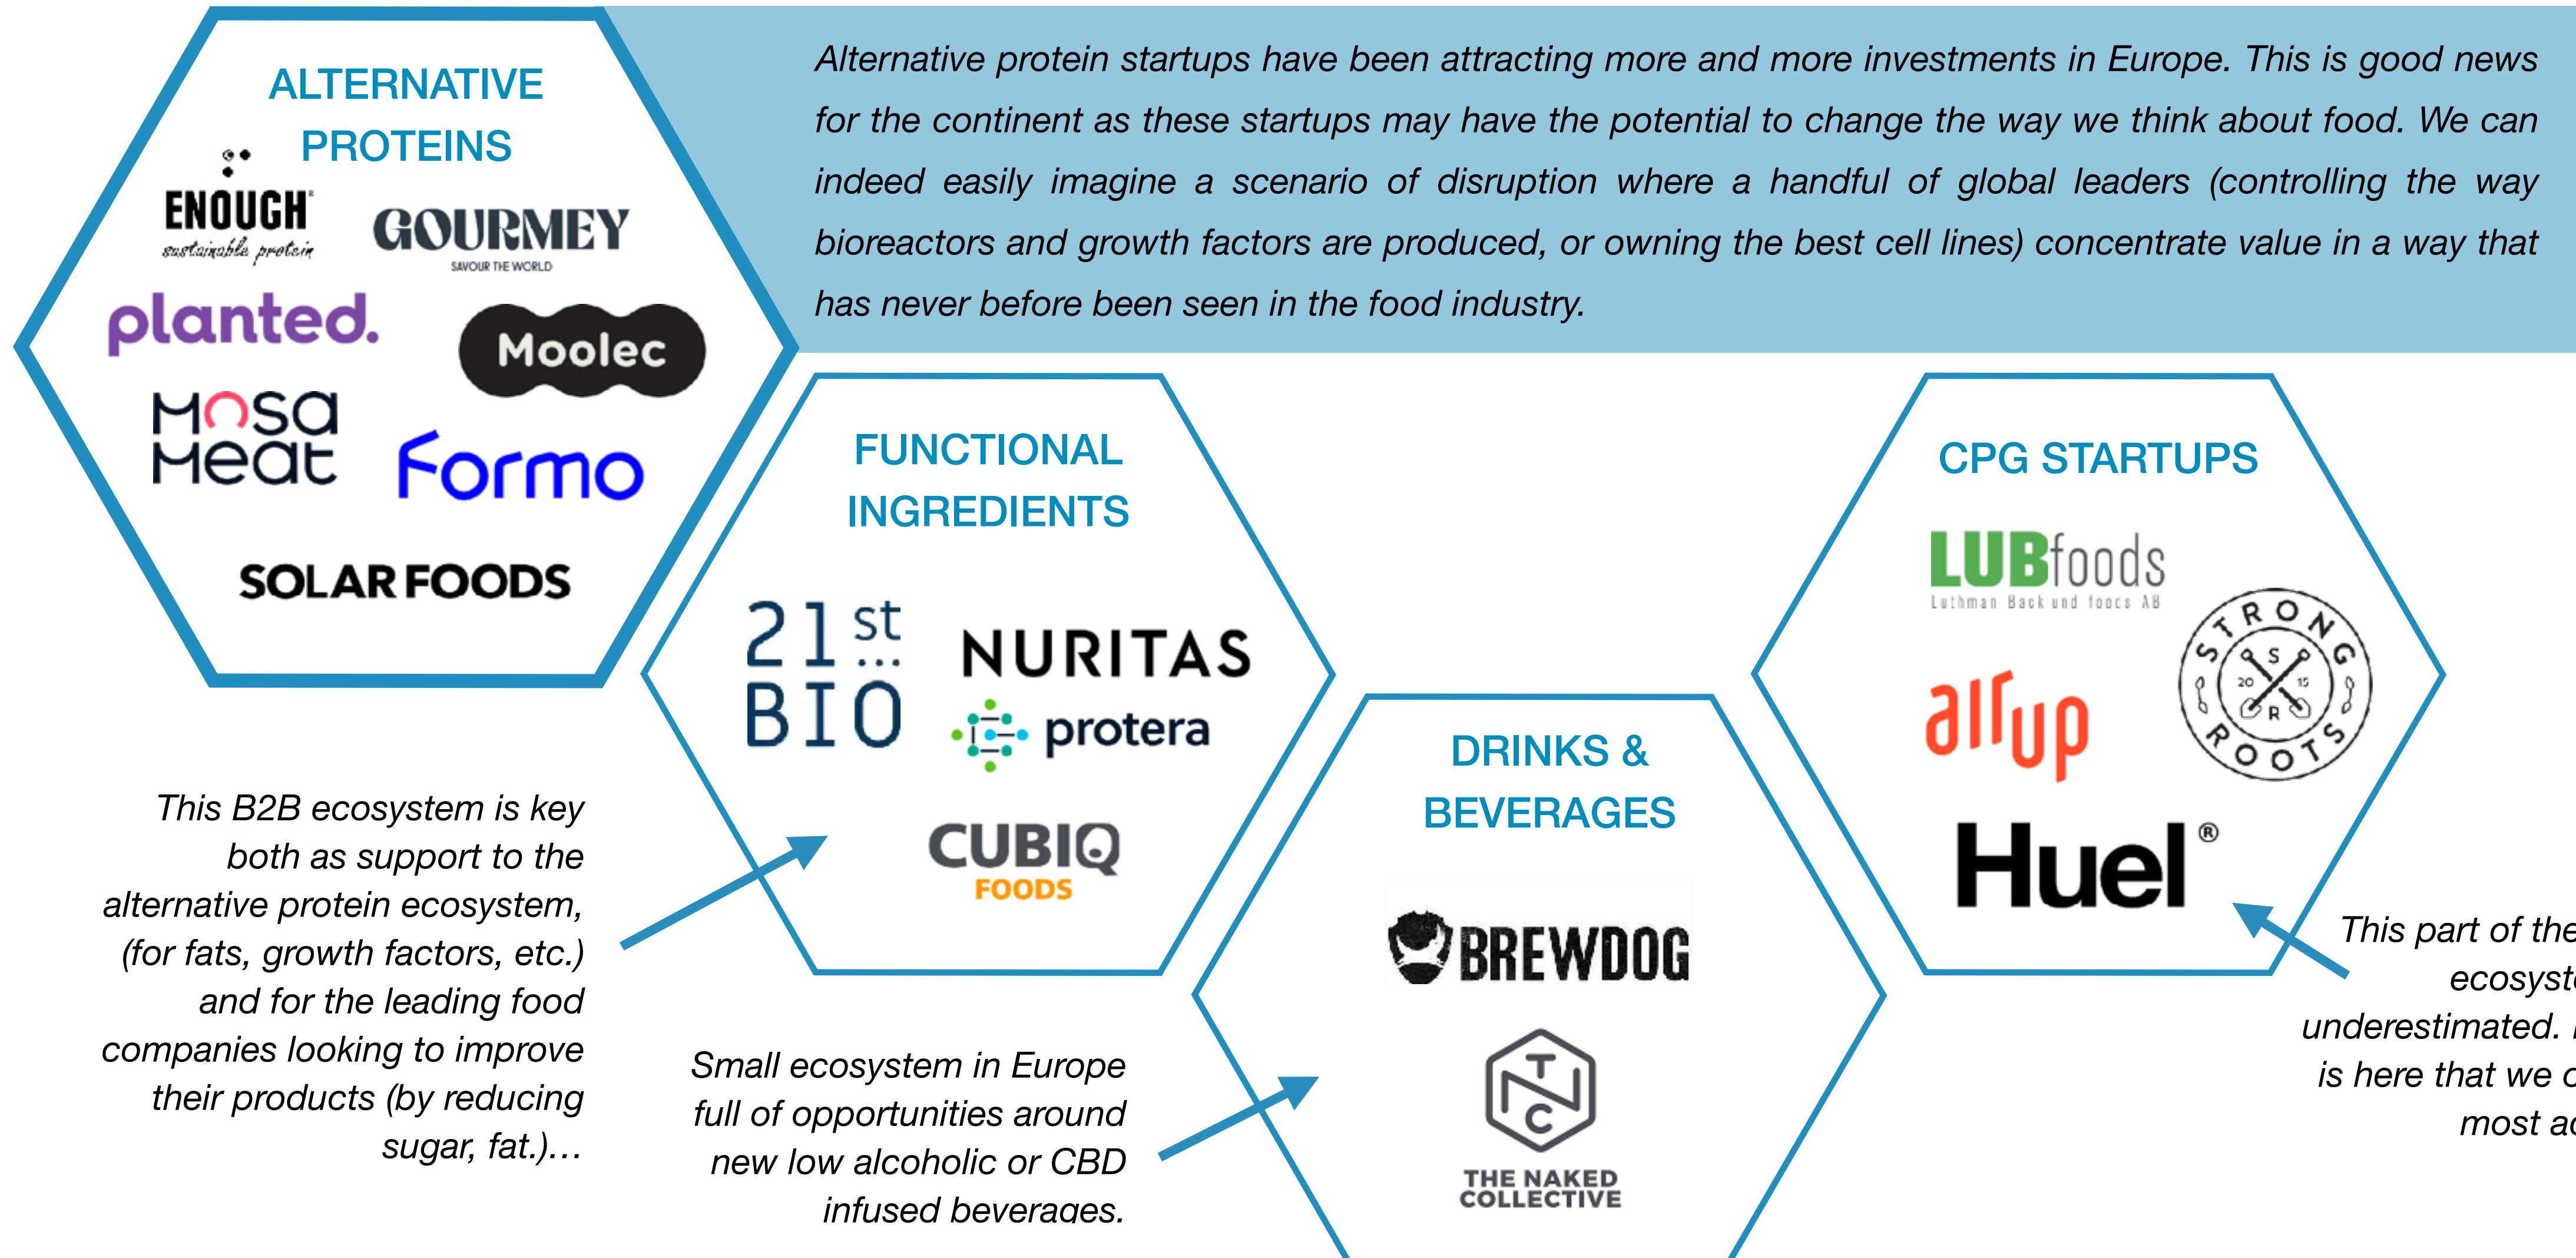 ALTERNATIVE
PROTEINS
ENOUGH
sustainable protein
GOURMEY
SAVOUR THE WORLD
planted.
Moolec
Mosa
Meat
Formo
SOLAR FOODS
Alternative protein startups have been attracting more and more investments in Europe. This is good news
for the continent as these startups may have the potential to change the way we think about food. We can
indeed easily imagine a scenario of disruption where a handful of global leaders (controlling the way
bioreactors and growth factors are produced, or owning the best cell lines) concentrate value in a way that
has never before been seen in the food industry.
FUNCTIONAL
INGREDIENTS
21st
BIO
NURITAS
protera
CUBIQ
FOODS
This B2B ecosystem is key
both as support to the
alternative protein ecosystem,
(for fats, growth factors, etc.)
and for the leading food
companies looking to improve
their products (by reducing
sugar, fat.)…
DRINKS &
BEVERAGES
BREWDOG
TNC
THE NAKED
COLLECTIVE
Small ecosystem in Europe
full of opportunities around
new low alcoholic or CBD
infused beverages.
CPG STARTUPS
LUBfoods
Luthman Backlund foods AB
STRONG
ROOTS
S
20 15
R
air up
Huel®
This part of the
ecosyst
underestimated.
is here that we
most a